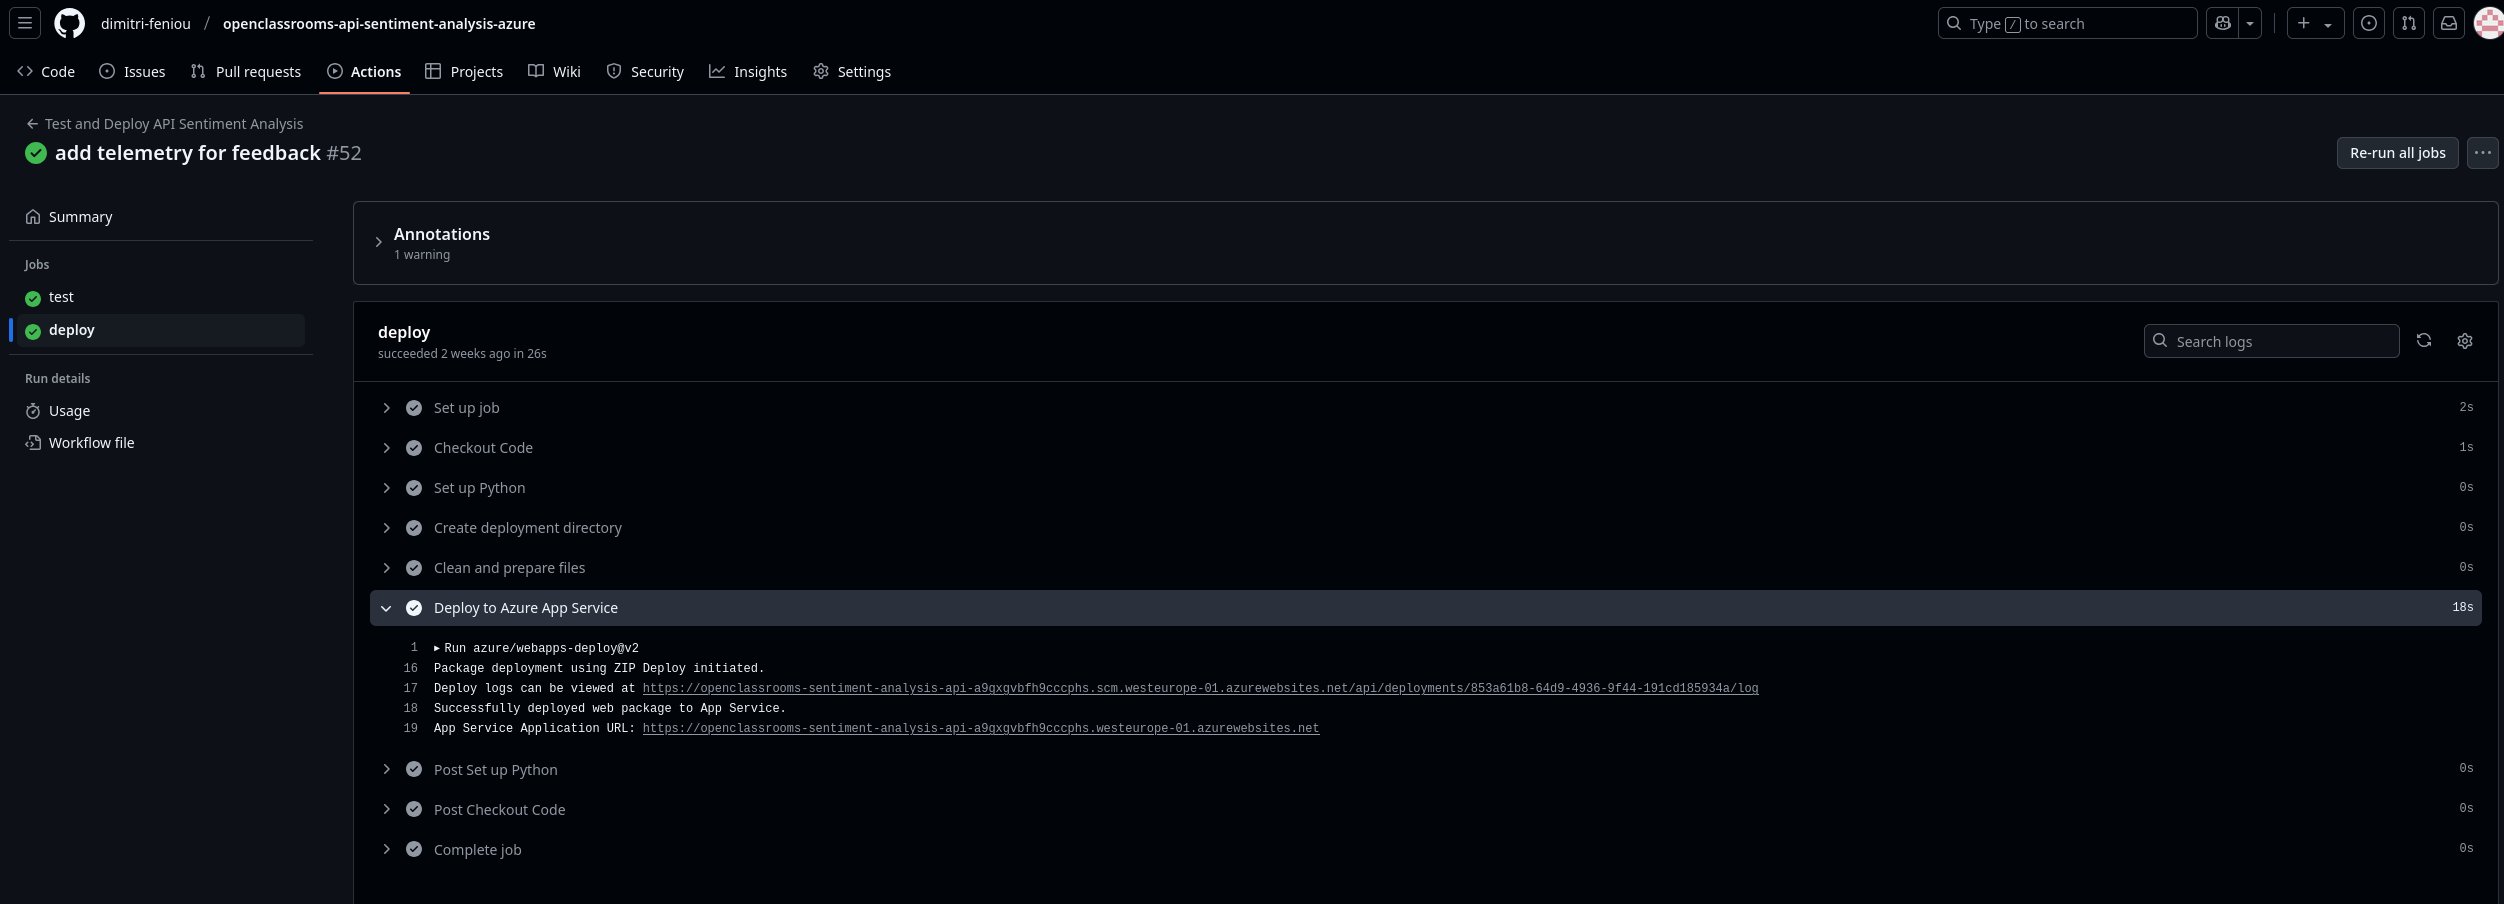 dimitri-feniou / openclassrooms-api-sentiment-analysis-azure
Type / to search
Code Issues Pull requests Actions Projects Wiki Security Insights Settings
Test and Deploy API Sentiment Analysis
add telemetry for feedback #52
Re-run all jobs
Summary
Jobs
test
deploy
Run details
Usage
Workflow file
Annotations
1 warning
deploy
succeeded 2 weeks ago in 26s
Search logs
Set up job 2s
Checkout Code 1s
Set up Python 0s
Create deployment directory 0s
Clean and prepare files 0s
Deploy to Azure App Service 18s
1 ▸ Run azure/webapps-deploy@v2
16 Package deployment using ZIP Deploy initiated.
17 Deploy logs can be viewed at https://openclassrooms-sentiment-analysis-api-a9gxgvbfh9cccphs.scm.westeurope-01.azurewebsites.net/api/deployments/853a61b8-64d9-4936-9f44-191cd185934a/log
18 Successfully deployed web package to App Service.
19 App Service Application URL: https://openclassrooms-sentiment-analysis-api-a9gxgvbfh9cccphs.westeurope-01.azurewebsites.net
Post Set up Python 0s
Post Checkout Code 0s
Complete job 0s